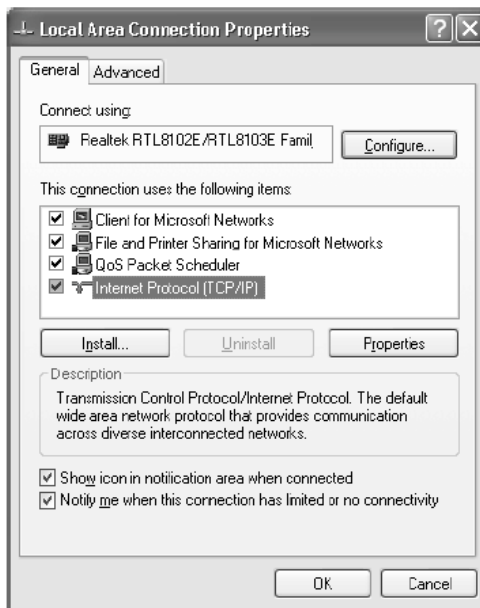 Local Area Connection Properties
General Advanced
Connect using:
Realtek RTL8102E/RTL8103E Famil
Configure...
This connection uses the following items:
Client for Microsoft Networks
File and Printer Sharing for Microsoft Networks
QoS Packet Scheduler
Internet Protocol (TCP/IP)
Install... Uninstall Properties
Description
Transmission Control Protocol/Internet Protocol. The default
wide area network protocol that provides communication
across diverse interconnected networks.
Show icon in notification area when connected
Notify me when this connection has limited or no connectivity
OK Cancel